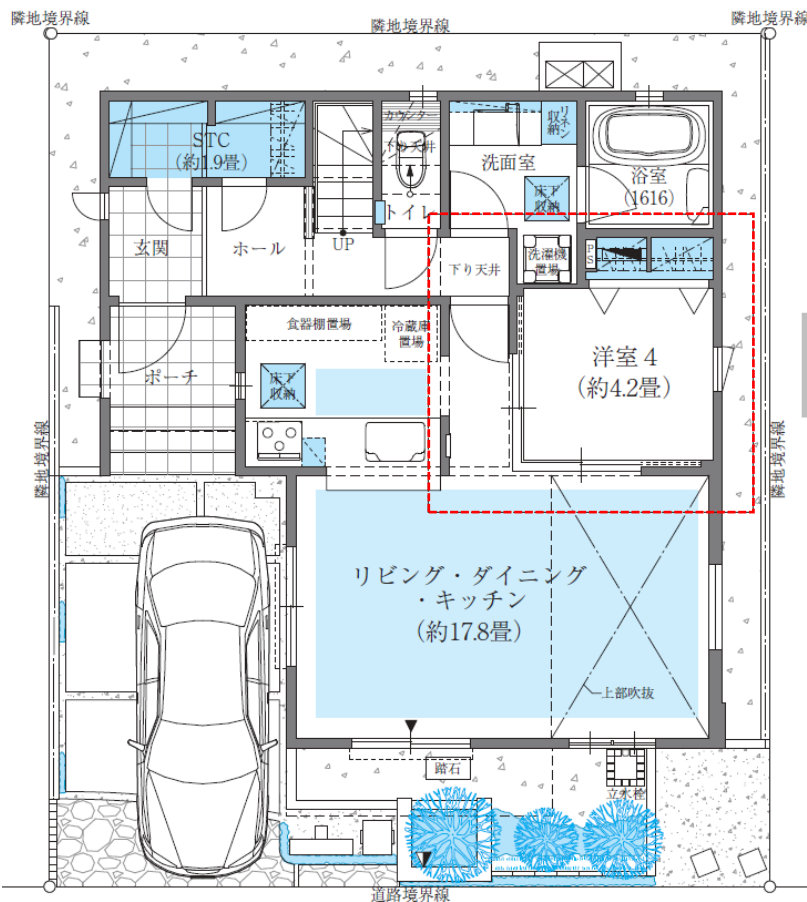 隣地境界線
隣地境界線
隣地境界線
STC
(約1.9畳)
カウンター
下り天井
トイレ
リネン
収納
洗面室
床下
収納
浴室
(1616)
玄関
ホール
UP
下り天井
洗濯機
置場
PS
食器棚置場
冷蔵庫
置場
洋室4
(約4.2畳)
ポーチ
床下
収納
隣地境界線
隣地境界線
リビング・ダイニング
・キッチン
(約17.8畳)
上部吹抜
踏石
立水栓
道路境界線